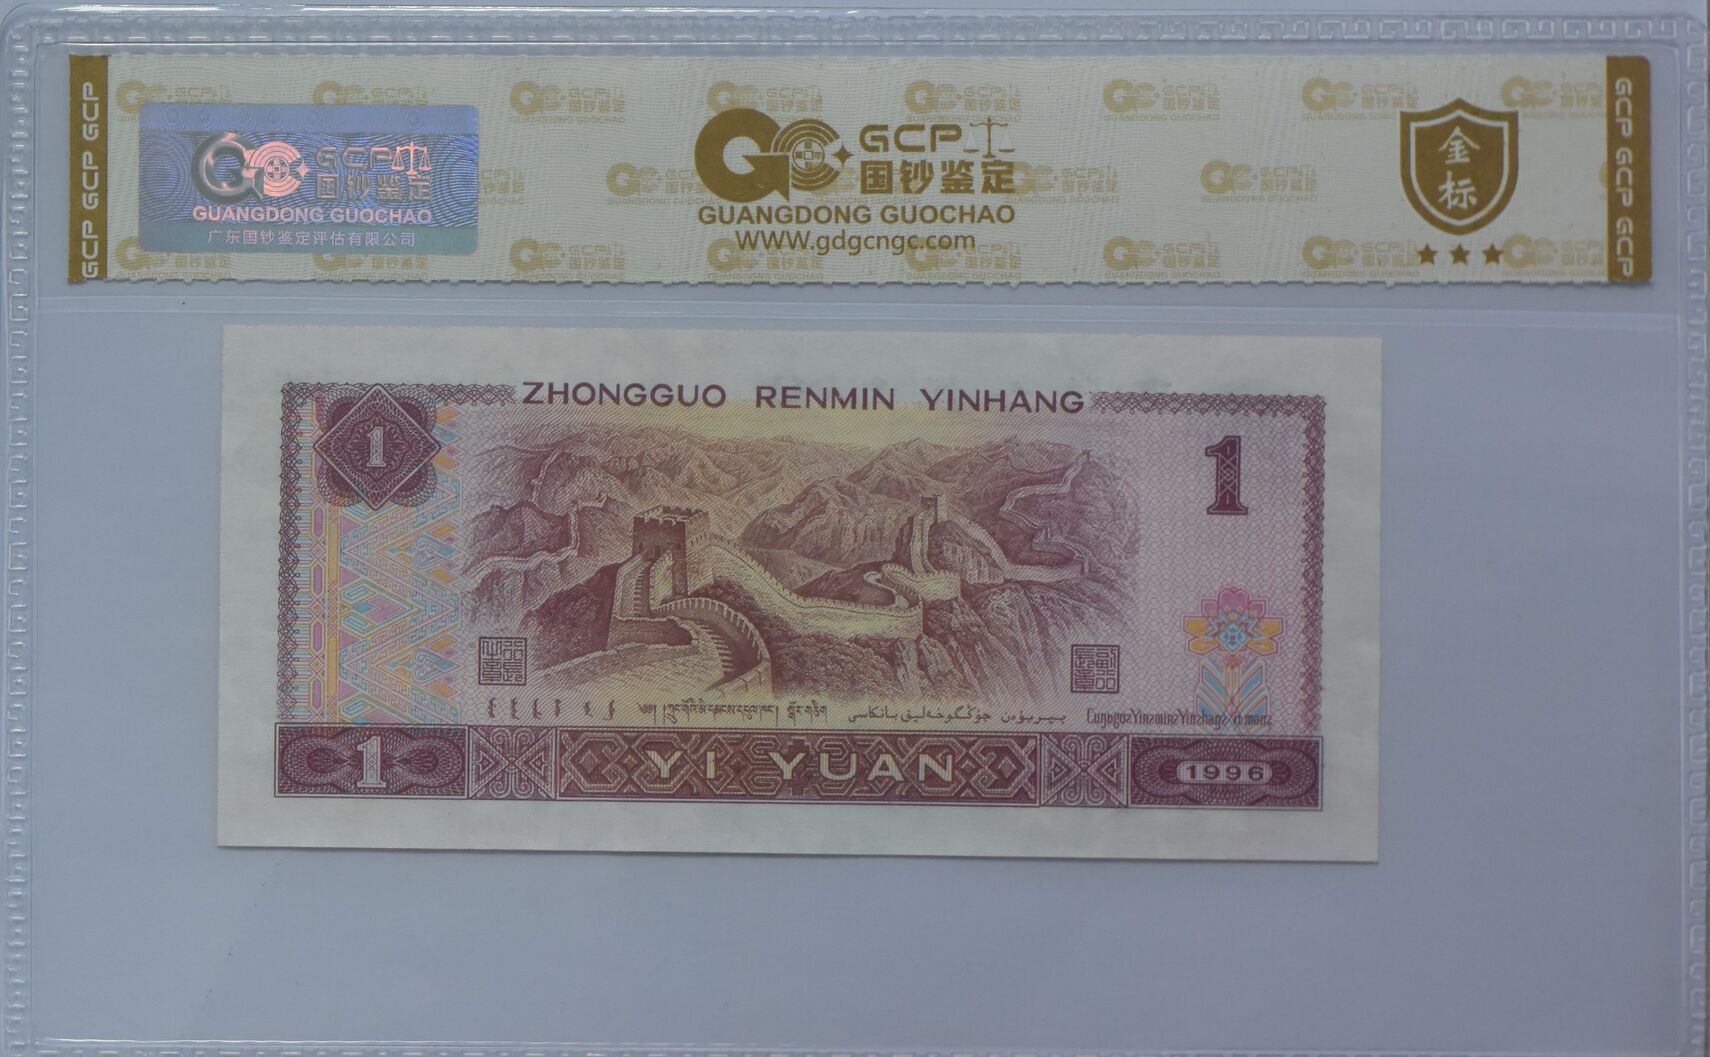 GCP GCP GCP
GCP
国钞鉴定
GUANGDONG GUOCHAO
广东国钞鉴定评估有限公司
GCP
国钞鉴定
GUANGDONG GUOCHAO
WWW.gdgcngc.com
金标
GCP GCP GCP
ZHONGGUO RENMIN YINHANG
1
1
1
YI YUAN
1996